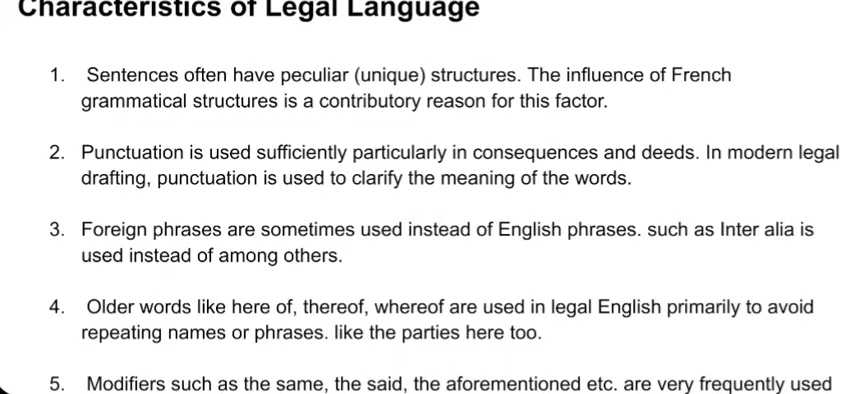 Characteristics of Legal Language
1. Sentences often have peculiar (unique) structures. The influence of French
grammatical structures is a contributory reason for this factor.
2. Punctuation is used sufficiently particularly in consequences and deeds. In modern legal
drafting, punctuation is used to clarify the meaning of the words.
3. Foreign phrases are sometimes used instead of English phrases. such as Inter alia is
used instead of among others.
4. Older words like here of, thereof, whereof are used in legal English primarily to avoid
repeating names or phrases. like the parties here too.
5. Modifiers such as the same, the said, the aforementioned etc. are very frequently used